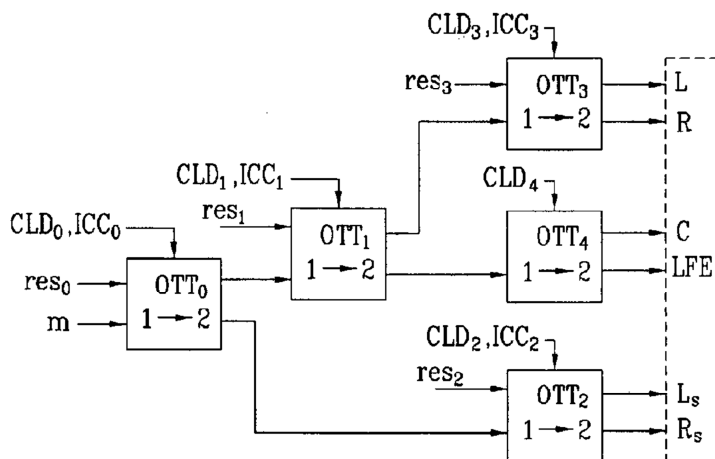 CLD₃,ICC₃
res₃
OTT₃
1 → 2
L
R
CLD₁,ICC₁
res₁
OTT₁
1 → 2
CLD₄
OTT₄
1 → 2
C
LFE
CLD₀,ICC₀
res₀
m
OTT₀
1 → 2
CLD₂,ICC₂
res₂
OTT₂
1 → 2
Lₛ
Rₛ